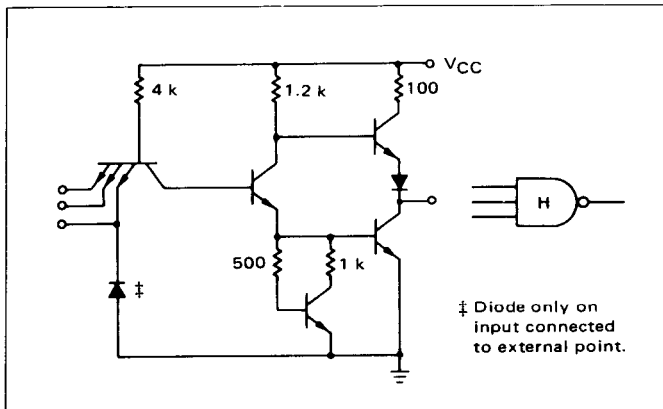 V_CC
4 k
1.2 k
100
H
500
1 k
‡
‡ Diode only on
input connected
to external point.